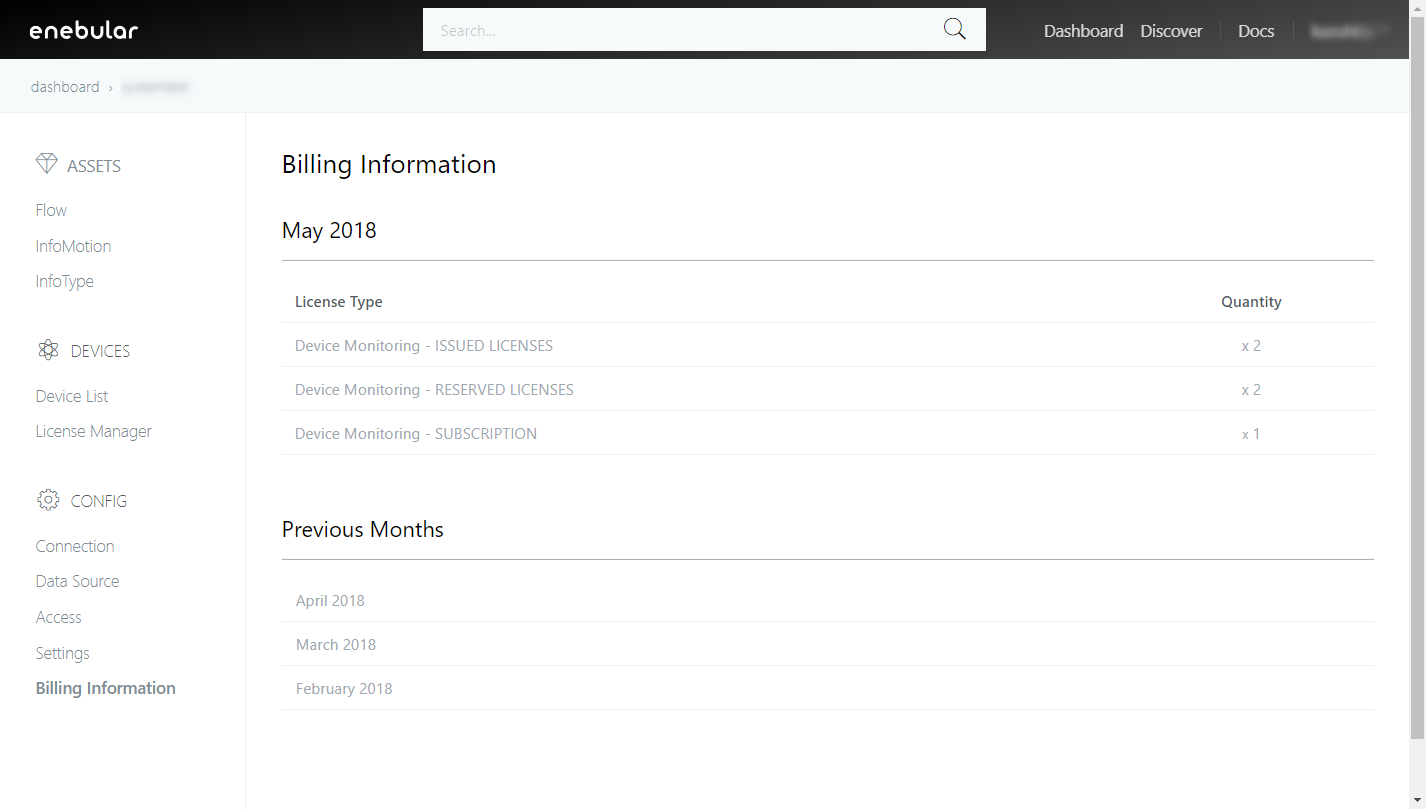 enebular
Search...
Dashboard Discover Docs
dashboard ›
ASSETS
Flow
InfoMotion
InfoType
DEVICES
Device List
License Manager
CONFIG
Connection
Data Source
Access
Settings
Billing Information
Billing Information
May 2018
License Type Quantity
Device Monitoring - ISSUED LICENSES x 2
Device Monitoring - RESERVED LICENSES x 2
Device Monitoring - SUBSCRIPTION x 1
Previous Months
April 2018
March 2018
February 2018